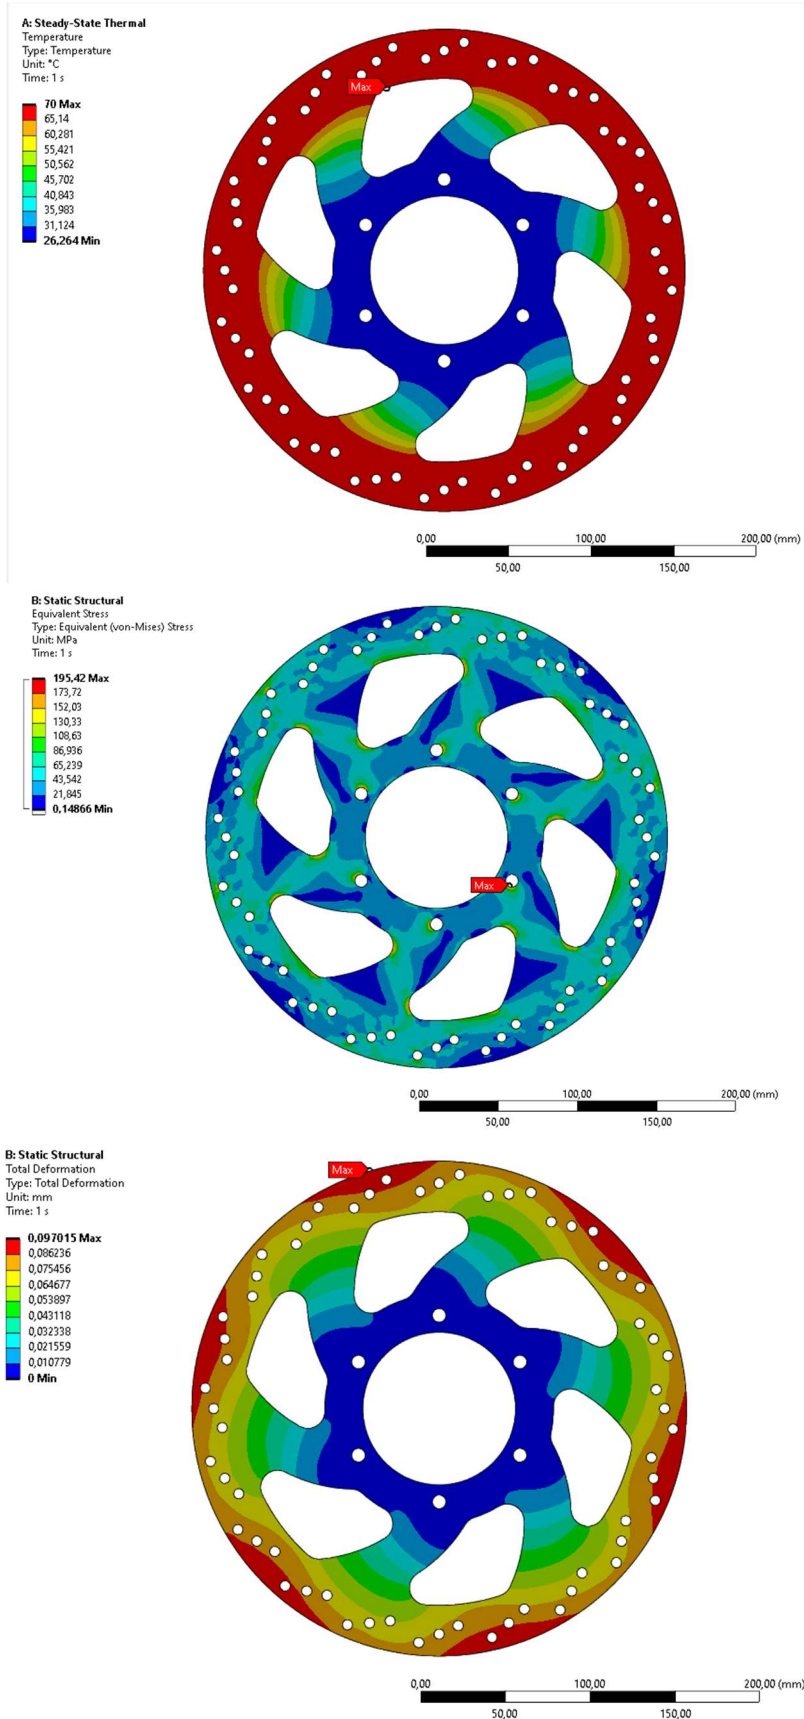 A: Steady-State Thermal
Temperature
Type: Temperature
Unit: °C
Time: 1 s
70 Max
65,14
60,281
55,421
50,562
45,702
40,843
35,983
31,124
26,264 Min
Max
0,00 100,00 200,00 (mm)
50,00 150,00
B: Static Structural
Equivalent Stress
Type: Equivalent (von-Mises) Stress
Unit: MPa
Time: 1 s
195,42 Max
173,72
152,03
130,33
108,63
86,936
65,239
43,542
21,845
0,14866 Min
Max
0,00 100,00 200,00 (mm)
50,00 150,00
B: Static Structural
Total Deformation
Type: Total Deformation
Unit: mm
Time: 1 s
Max
0,097015 Max
0,086236
0,075456
0,064677
0,053897
0,043118
0,032338
0,021559
0,010779
0 Min
0,00 100,00 200,00 (mm)
50,00 150,00